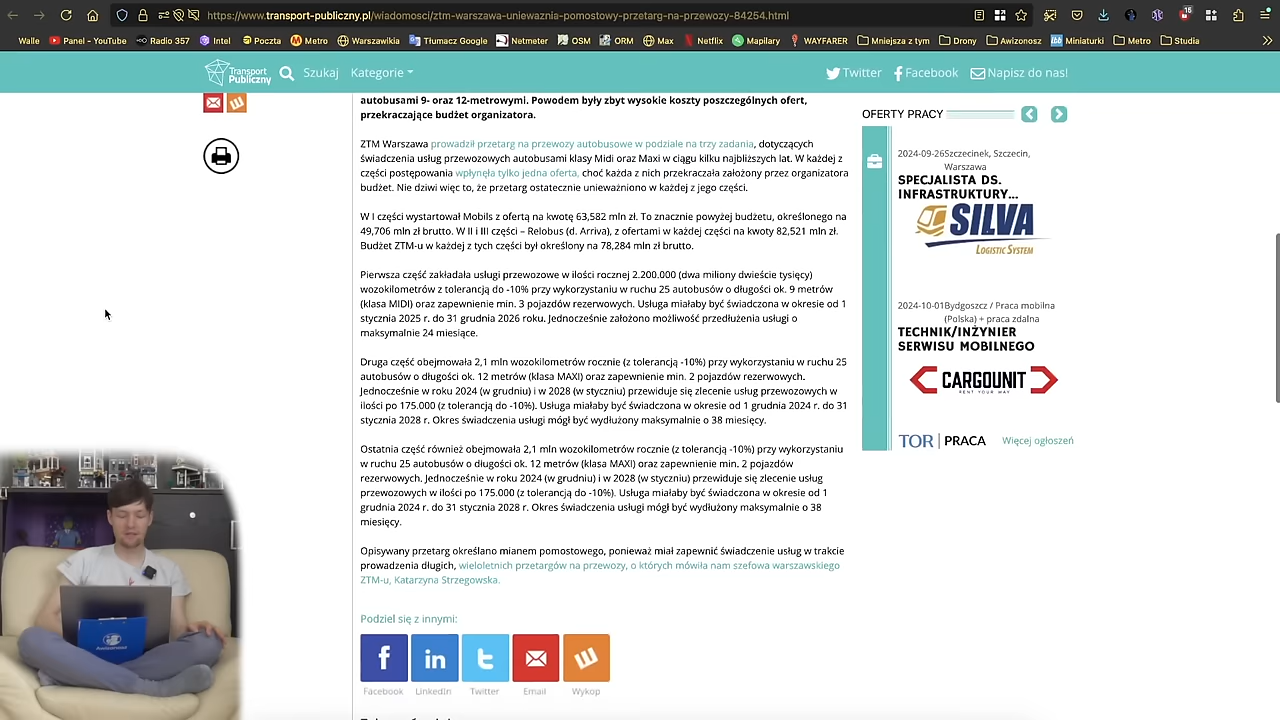 https://www.transport-publiczny.pl/wiadomosci/ztm-warszawa-uniewaznia-pomostowy-przetarg-na-przewozy-84254.html
15
Walle Panel - YouTube Radio 357 Intel Poczta Metro Warszawikia Tłumacz Google Netmeter OSM ORM Max Netflix Mapilary WAYFARER Mniejsza z tym Drony Awizonosz Miniaturki Metro Studia
Transport Publiczny Szukaj Kategorie Twitter Facebook Napisz do nas!
autobusami 9- oraz 12-metrowymi. Powodem były zbyt wysokie koszty poszczególnych ofert,
przekraczające budżet organizatora.
ZTM Warszawa prowadził przetarg na przewozy autobusowe w podziale na trzy zadania, dotyczących
świadczenia usług przewozowych autobusami klasy Midi oraz Maxi w ciągu kilku najbliższych lat. W każdej z
części postępowania wpłynęła tylko jedna oferta, choć każda z nich przekraczała założony przez organizatora
budżet. Nie dziwi więc to, że przetarg ostatecznie unieważniono w każdej z jego części.
W I części wystartował Mobils z ofertą na kwotę 63,582 mln zł. To znacznie powyżej budżetu, określonego na
49,706 mln zł brutto. W II i III części – Relobus (d. Arriva), z ofertami w każdej części na kwoty 82,521 mln zł.
Budżet ZTM-u w każdej z tych części był określony na 78,284 mln zł brutto.
Pierwsza część zakładała usługi przewozowe w ilości rocznej 2.200.000 (dwa miliony dwieście tysięcy)
wozokilometrów z tolerancją do -10% przy wykorzystaniu w ruchu 25 autobusów o długości ok. 9 metrów
(klasa MIDI) oraz zapewnienie min. 3 pojazdów rezerwowych. Usługa miałaby być świadczona w okresie od 1
stycznia 2025 r. do 31 grudnia 2026 roku. Jednocześnie założono możliwość przedłużenia usługi o
maksymalnie 24 miesiące.
Druga część obejmowała 2,1 mln wozokilometrów rocznie (z tolerancją -10%) przy wykorzystaniu w ruchu 25
autobusów o długości ok. 12 metrów (klasa MAXI) oraz zapewnienie min. 2 pojazdów rezerwowych.
Jednocześnie w roku 2024 (w grudniu) i w 2028 (w styczniu) przewiduje się zlecenie usług przewozowych w
ilości po 175.000 (z tolerancją do -10%). Usługa miałaby być świadczona w okresie od 1 grudnia 2024 r. do 31
stycznia 2028 r. Okres świadczenia usługi mógł być wydłużony maksymalnie o 38 miesięcy.
Ostatnia część również obejmowała 2,1 mln wozokilometrów rocznie (z tolerancją -10%) przy wykorzystaniu
w ruchu 25 autobusów o długości ok. 12 metrów (klasa MAXI) oraz zapewnienie min. 2 pojazdów
rezerwowych. Jednocześnie w roku 2024 (w grudniu) i w 2028 (w styczniu) przewiduje się zlecenie usług
przewozowych w ilości po 175.000 (z tolerancją do -10%). Usługa miałaby być świadczona w okresie od 1
grudnia 2024 r. do 31 stycznia 2028 r. Okres świadczenia usługi mógł być wydłużony maksymalnie o 38
miesięcy.
Opisywany przetarg określano mianem pomostowego, ponieważ miał zapewnić świadczenie usług w trakcie
prowadzenia długich, wieloletnich przetargów na przewozy, o których mówiła nam szefowa warszawskiego
ZTM-u, Katarzyna Strzegowska.
Podziel się z innymi:
Facebook LinkedIn Twitter Email Wykop
OFERTY PRACY
2024-09-26Szczecinek, Szczecin,
Warszawa
SPECJALISTA DS.
INFRASTRUKTURY...
SILVA
LOGISTIC SYSTEM
2024-10-01Bydgoszcz / Praca mobilna
(Polska) + praca zdalna
TECHNIK/INŻYNIER
SERWISU MOBILNEGO
CARGOUNIT
RENT YOUR WAY
TOR | PRACA Więcej ogłoszeń